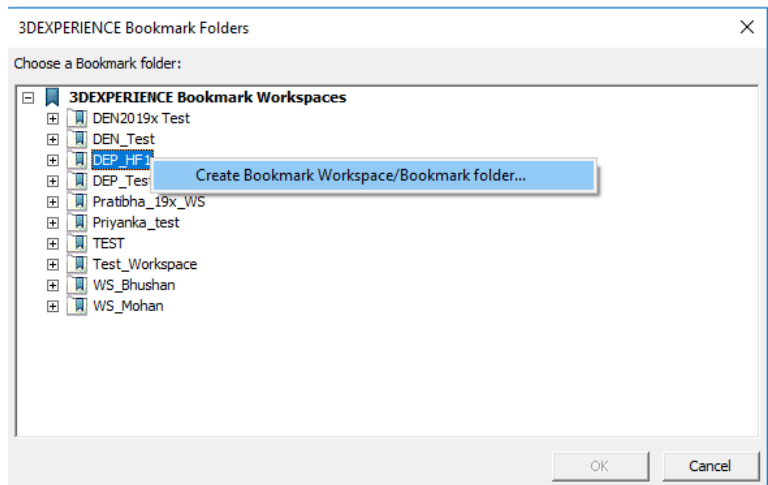 3DEXPERIENCE Bookmark Folders
Choose a Bookmark folder:
3DEXPERIENCE Bookmark Workspaces
DEN2019x Test
DEN_Test
DEP_HF1
Create Bookmark Workspace/Bookmark folder...
DEP_Tes
Pratibha_19x_WS
Priyanka_test
TEST
Test_Workspace
WS_Bhushan
WS_Mohan
OK Cancel